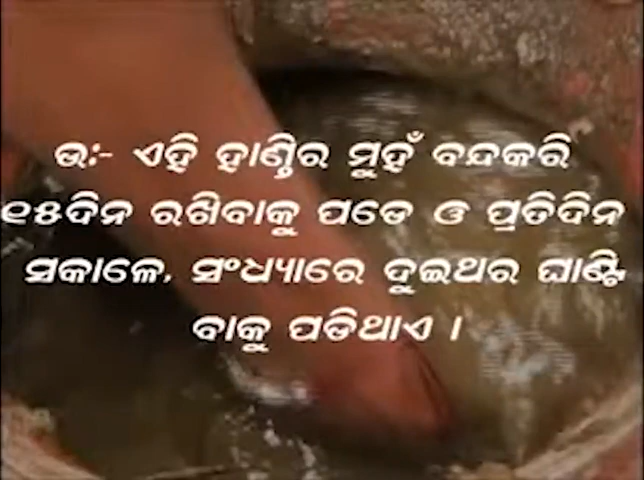 ଭ:- ଏହି ହାଣ୍ଡିର ମୁହଁ ବନ୍ଦକରି
୧୫ଦିନ ରଖିବାକୁ ପଡେ ଓ ପ୍ରତିଦିନ
ସକାଳେ, ସଂଧ୍ୟାରେ ଦୁଇଥର ଘାଣ୍ଟି
ବାକୁ ପଡିଥାଏ ।